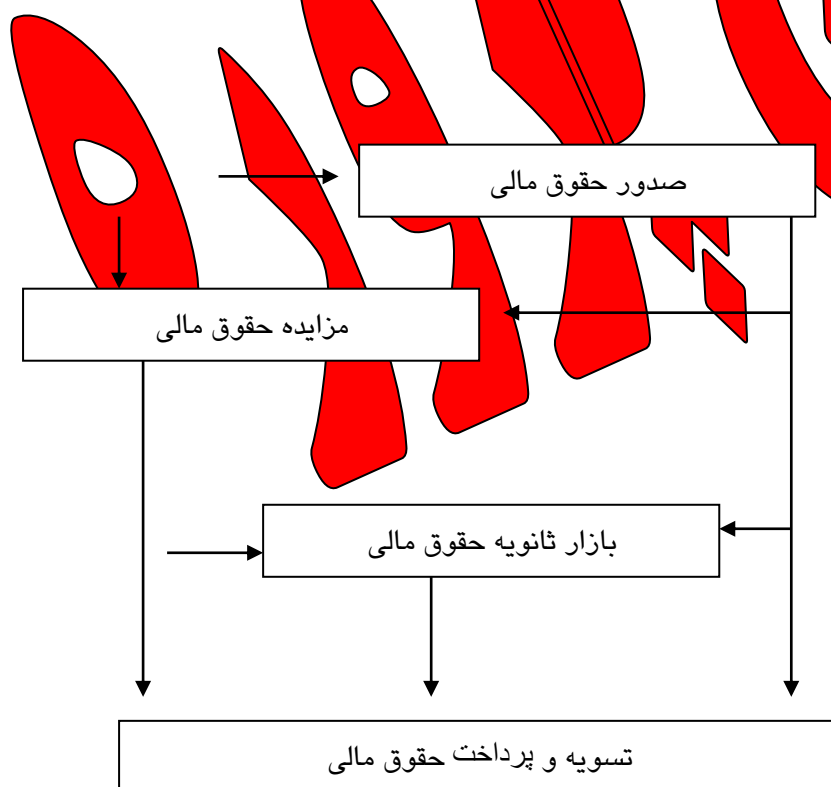 صدور حقوق مالی
مزایده حقوق مالی
بازار ثانویه حقوق مالی
تسویه و پرداخت حقوق مالی